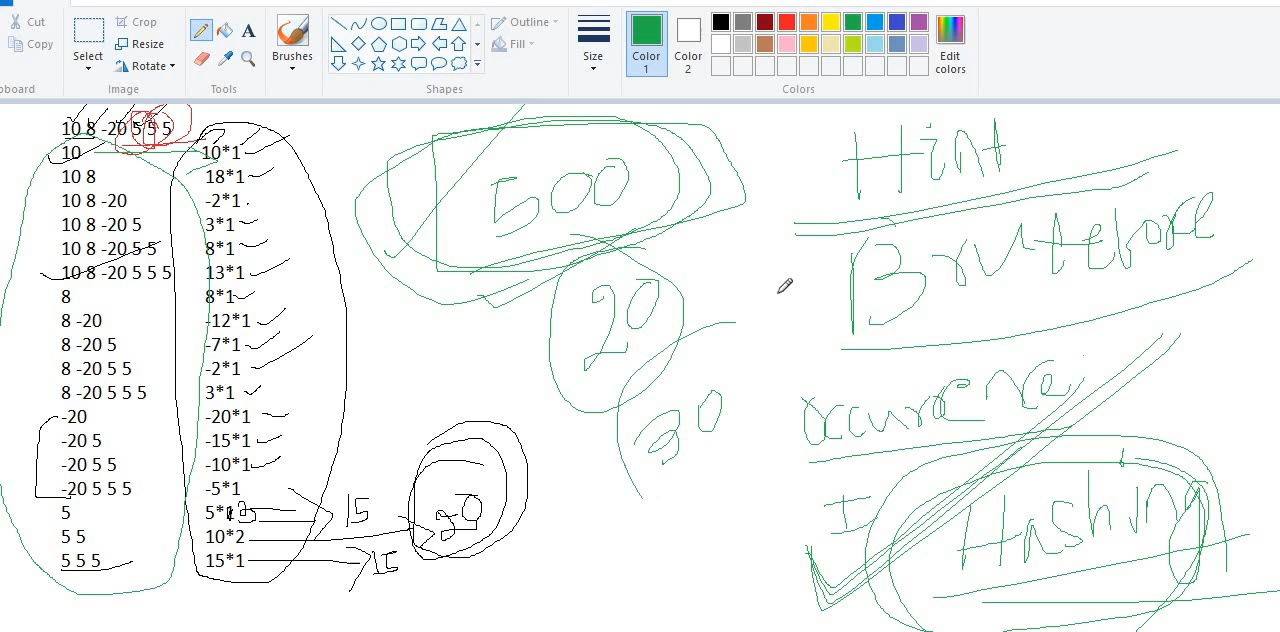 Cut
Copy
pboard
Select
Crop
Resize
Rotate
Image
A
Tools
Brushes
Outline
Fill
Shapes
Size
Color 1
Color 2
Edit colors
Colors
10 8 -20 5 5 5
10 10*1
10 8 18*1
10 8 -20 -2*1
10 8 -20 5 3*1
10 8 -20 5 5 8*1
10 8 -20 5 5 5 13*1
8 8*1
8 -20 -12*1
8 -20 5 -7*1
8 -20 5 5 -2*1
8 -20 5 5 5 3*1
-20 -20*1
-20 5 -15*1
-20 5 5 -10*1
-20 5 5 5 -5*1
5 5*13
5 5 10*2
5 5 5 15*1
15
15
500
20
30
Hint
Bruteforce
occurrence
I
Hashing